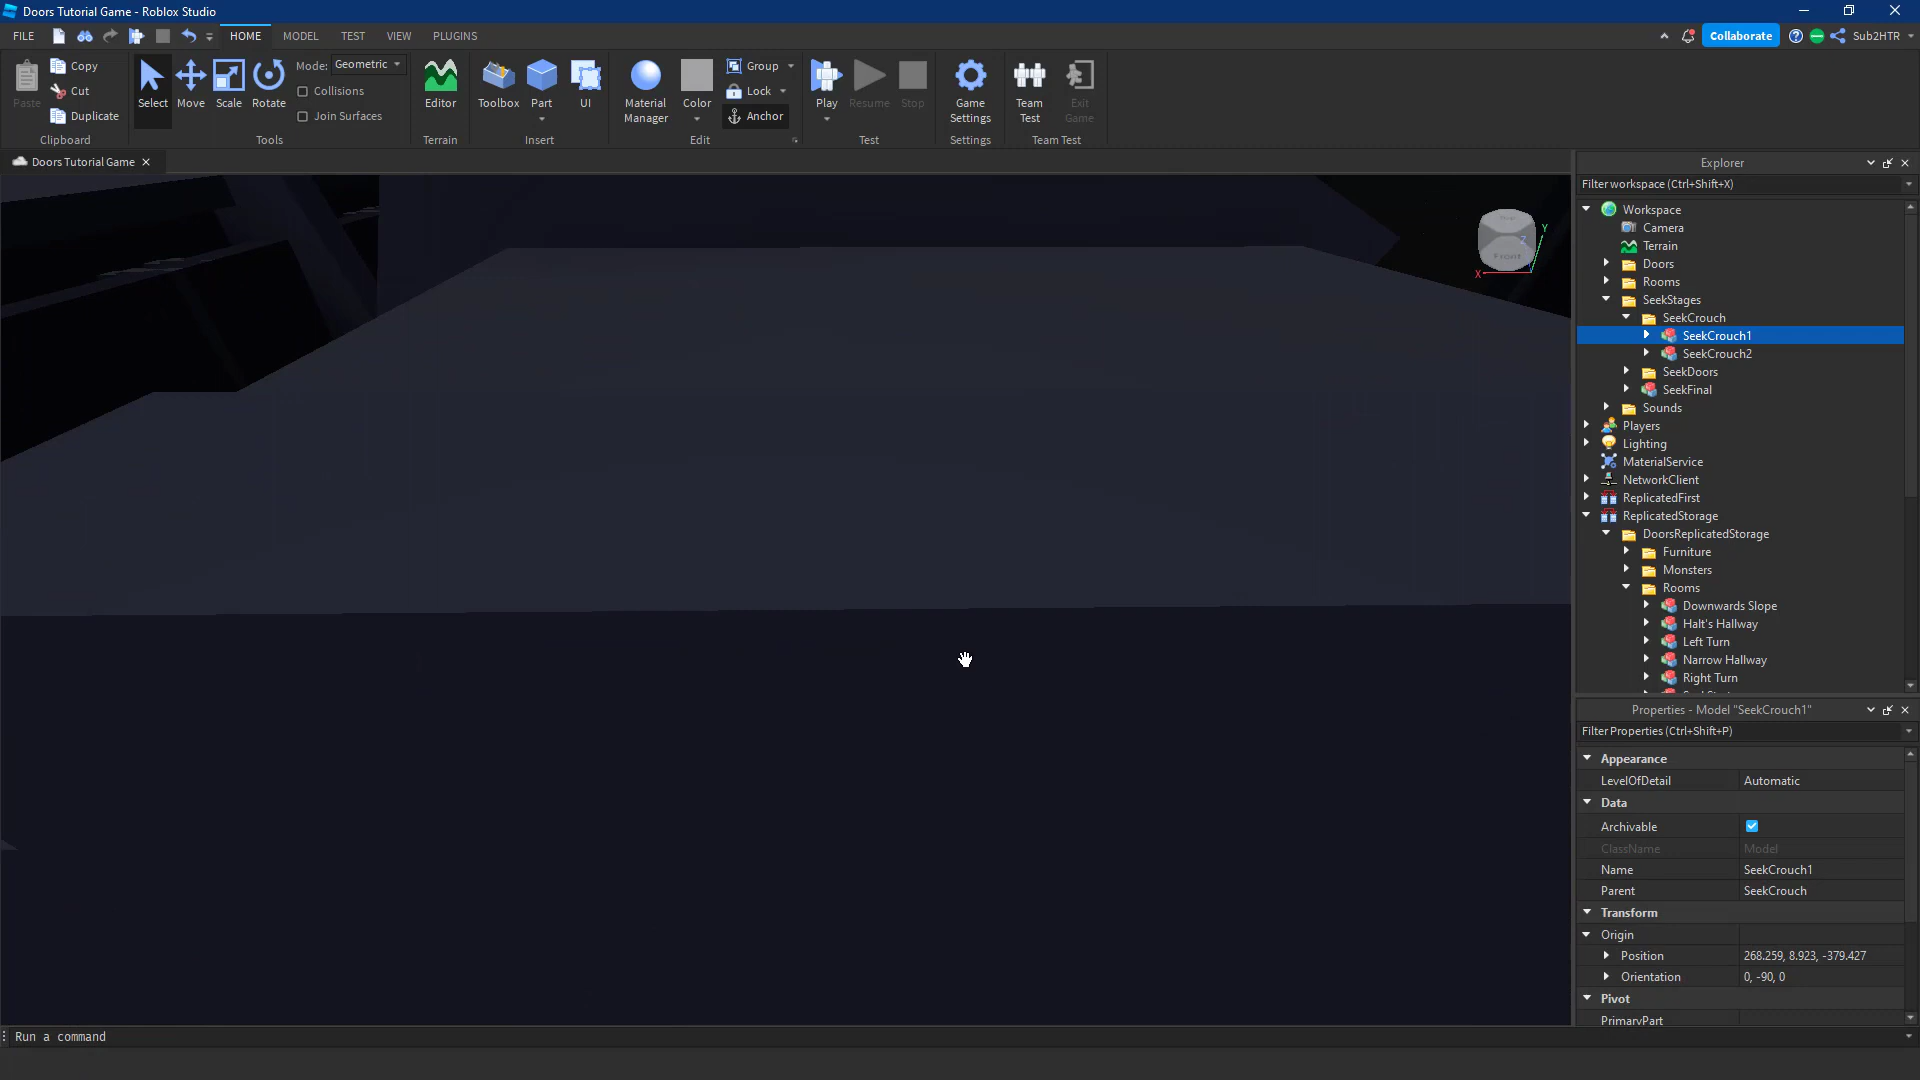 Doors Tutorial Game - Roblox Studio
FILE
HOME
MODEL
TEST
VIEW
PLUGINS
Collaborate
Sub2HTR
Paste
Copy
Cut
Duplicate
Clipboard
Select
Move
Scale
Rotate
Mode: Geometric
Collisions
Join Surfaces
Tools
Editor
Terrain
Toolbox
Part
UI
Insert
Material Manager
Color
Group
Lock
Anchor
Edit
Play
Resume
Stop
Test
Game Settings
Settings
Team Test
Exit Game
Team Test
Doors Tutorial Game
Front
X
Y
Z
Explorer
Filter workspace (Ctrl+Shift+X)
Workspace
Camera
Terrain
Doors
Rooms
SeekStages
SeekCrouch
SeekCrouch1
SeekCrouch2
SeekDoors
SeekFinal
Sounds
Players
Lighting
MaterialService
NetworkClient
ReplicatedFirst
ReplicatedStorage
DoorsReplicatedStorage
Furniture
Monsters
Rooms
Downwards Slope
Halt's Hallway
Left Turn
Narrow Hallway
Right Turn
Properties - Model "SeekCrouch1"
Filter Properties (Ctrl+Shift+P)
Appearance
LevelOfDetail Automatic
Data
Archivable
ClassName Model
Name SeekCrouch1
Parent SeekCrouch
Transform
Origin
Position 268.259, 8.923, -379.427
Orientation 0, -90, 0
Pivot
PrimaryPart
Run a command